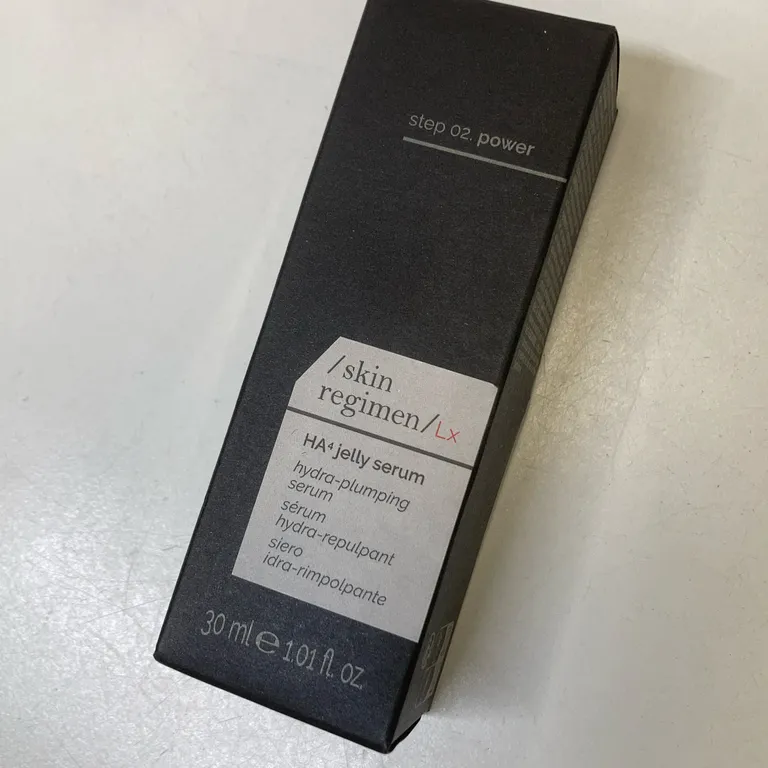 step 02. power
/skin
regimen/Lx
HA⁴ jelly serum
hydra-plumping
serum
sérum
hydra-repulpant
siero
idra-rimpolpante
30 ml ℮ 1.01 fl. oz.